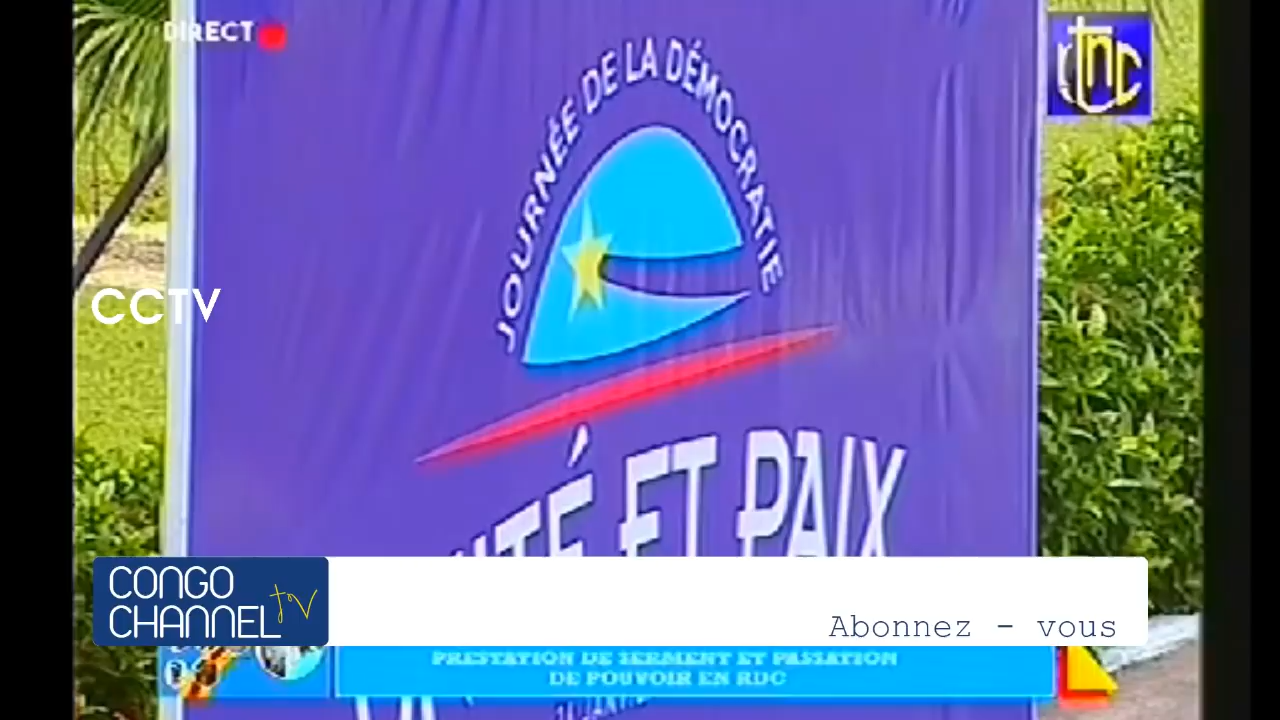 DIRECT
rtnc
JOURNÉE DE LA DÉMOCRATIE
CCTV
ET PAIX
CONGO
CHANNEL TV
Abonnez - vous
PRESTATION DE SERMENT ET PASSATION
DE POUVOIR EN RDC